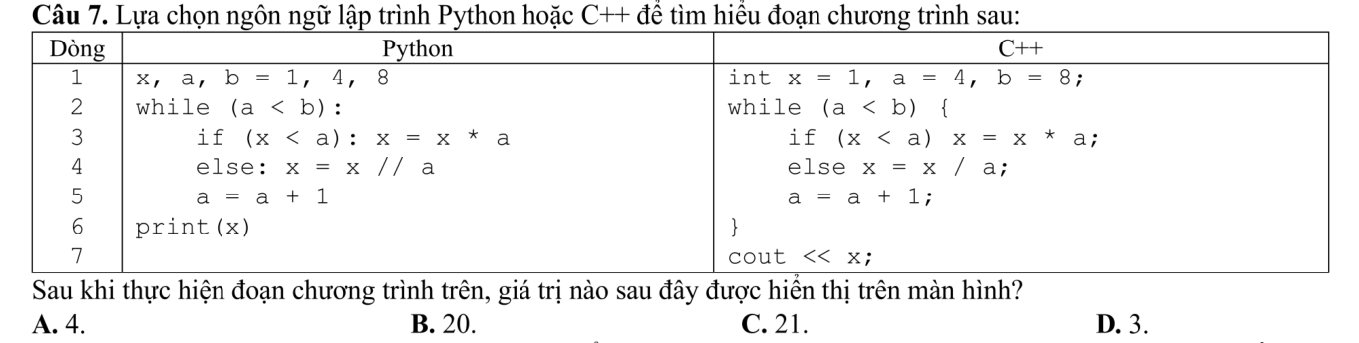 Câu 7. Lựa chọn ngôn ngữ lập trình Python hoặc C++ để tìm hiểu đoạn chương trình sau:
Dòng Python C++
1 x, a, b = 1, 4, 8 int x = 1, a = 4, b = 8;
2 while (a < b): while (a < b) {
3 if (x < a): x = x * a if (x < a) x = x * a;
4 else: x = x // a else x = x / a;
5 a = a + 1 a = a + 1;
6 print(x) }
7 cout << x;
Sau khi thực hiện đoạn chương trình trên, giá trị nào sau đây được hiển thị trên màn hình?
A. 4. B. 20. C. 21. D. 3.